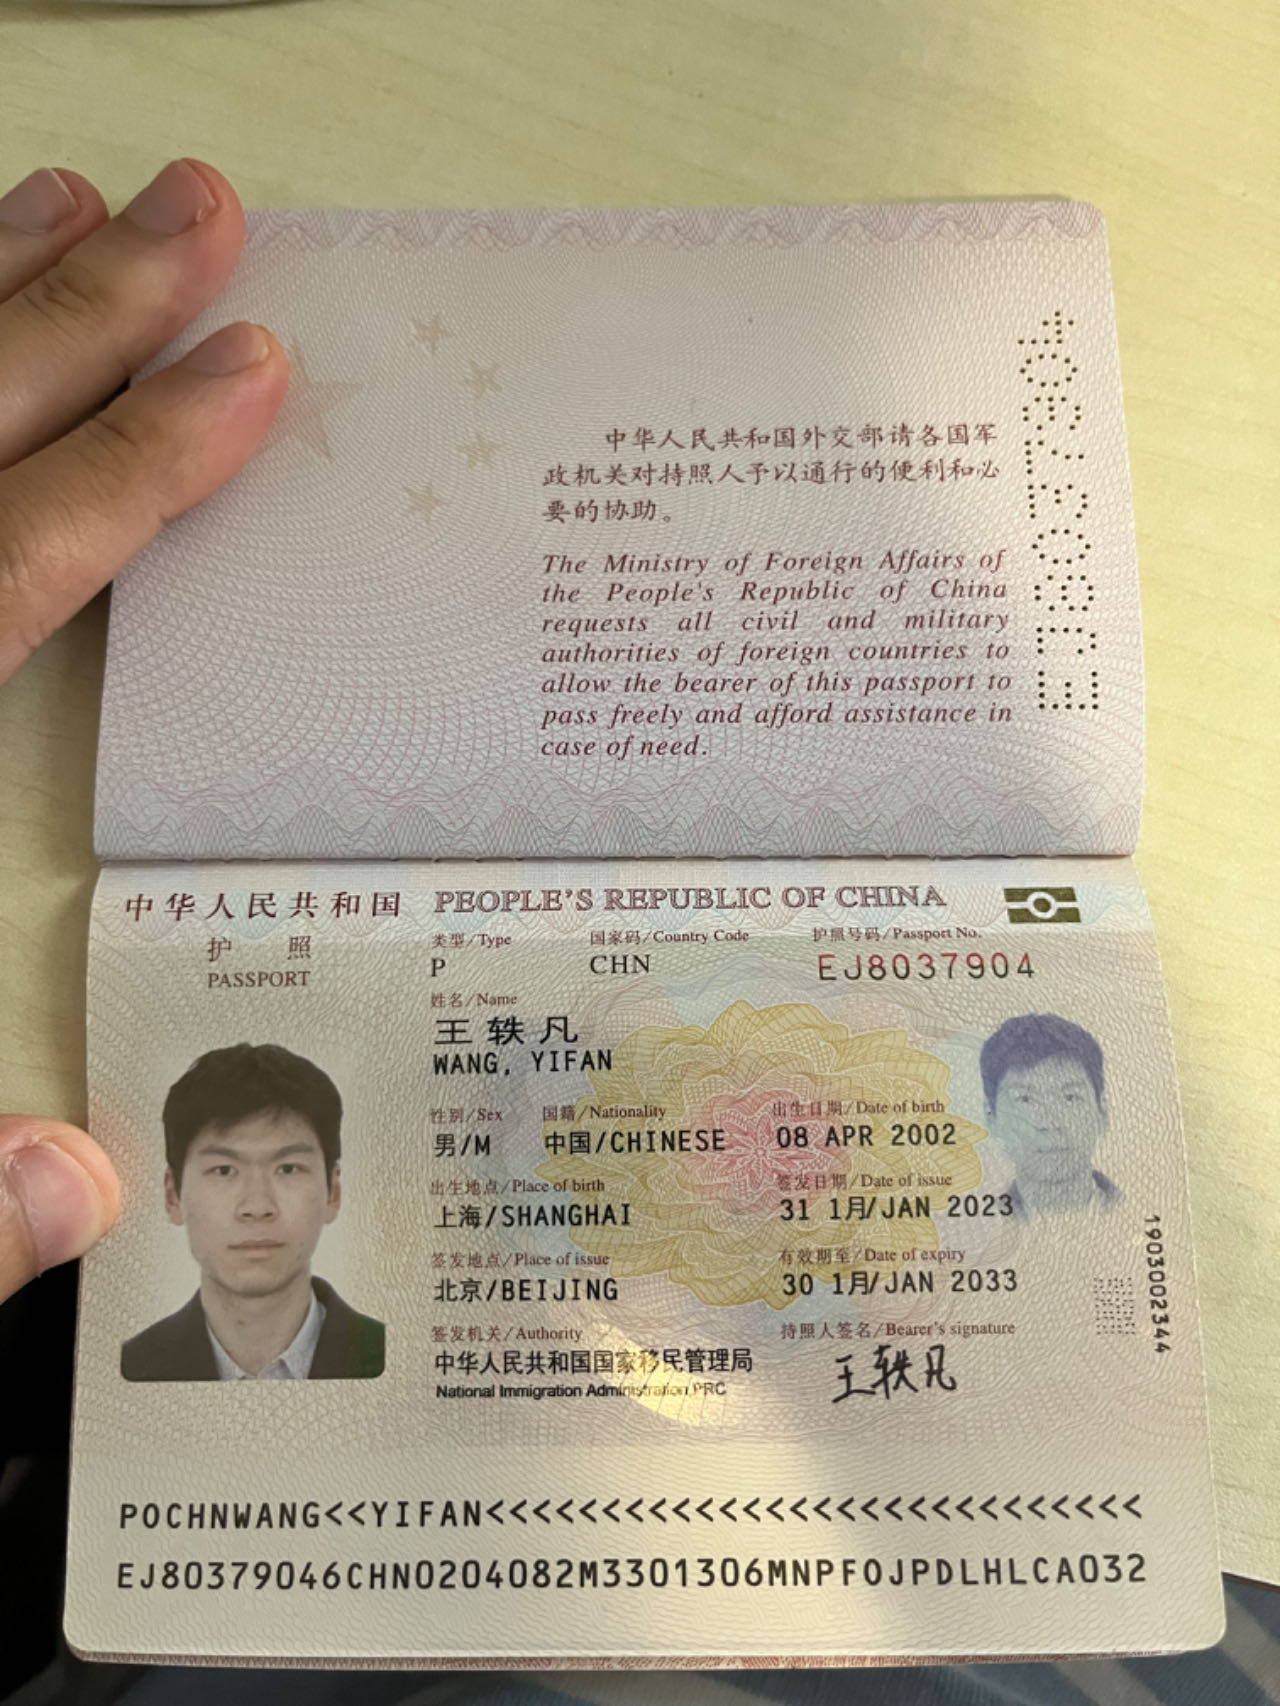 中华人民共和国外交部请各国军
政机关对持照人予以通行的便利和必
要的协助。
The Ministry of Foreign Affairs of
the People's Republic of China
requests all civil and military
authorities of foreign countries to
allow the bearer of this passport to
pass freely and afford assistance in
case of need.
EJ8037904
中华人民共和国 PEOPLE'S REPUBLIC OF CHINA
护 照
PASSPORT
类型/Type 国家码/Country Code 护照号码/Passport No.
P CHN EJ8037904
姓名/Name
王轶凡
WANG, YIFAN
性别/Sex 国籍/Nationality 出生日期/Date of birth
男/M 中国/CHINESE 08 APR 2002
出生地点/Place of birth 签发日期/Date of issue
上海/SHANGHAI 31 1月/JAN 2023
签发地点/Place of issue 有效期至/Date of expiry
北京/BEIJING 30 1月/JAN 2033
签发机关/Authority 持照人签名/Bearer's signature
中华人民共和国国家移民管理局 王轶凡
National Immigration Administration,PRC
1903002344
POCHNWANG<<YIFAN<<<<<<<<<<<<<<<<<<<<<<<<<<<<
EJ80379046CHN0204082M3301306MNPFOJPDLHLCA032